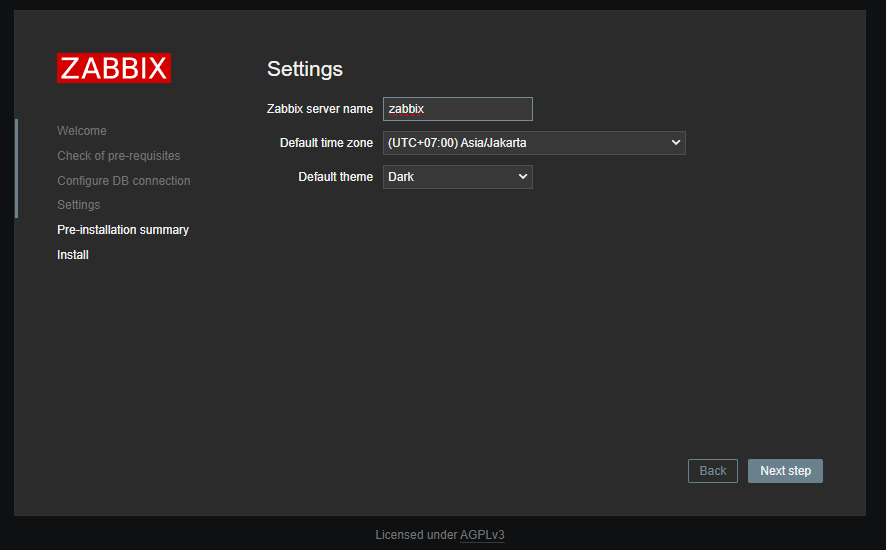 ZABBIX
Welcome
Check of pre-requisites
Configure DB connection
Settings
Pre-installation summary
Install
Settings
Zabbix server name zabbix
Default time zone (UTC+07:00) Asia/Jakarta
Default theme Dark
Back Next step
Licensed under AGPLv3